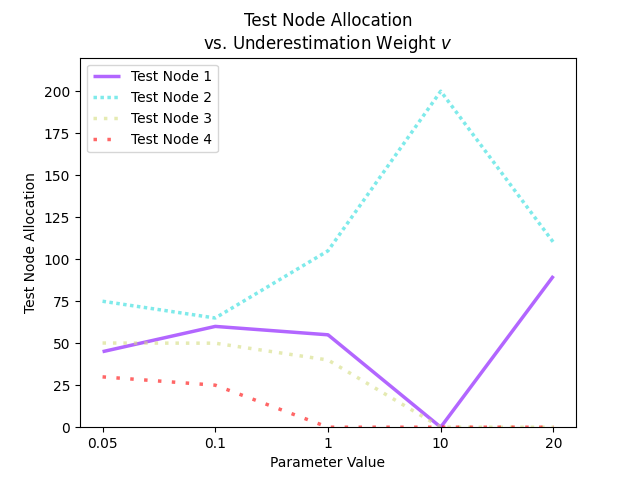 Test Node Allocation
vs. Underestimation Weight v
Test Node 1
Test Node 2
Test Node 3
Test Node 4
Test Node Allocation
200
175
150
125
100
75
50
25
0
0.05 0.1 1 10 20
Parameter Value